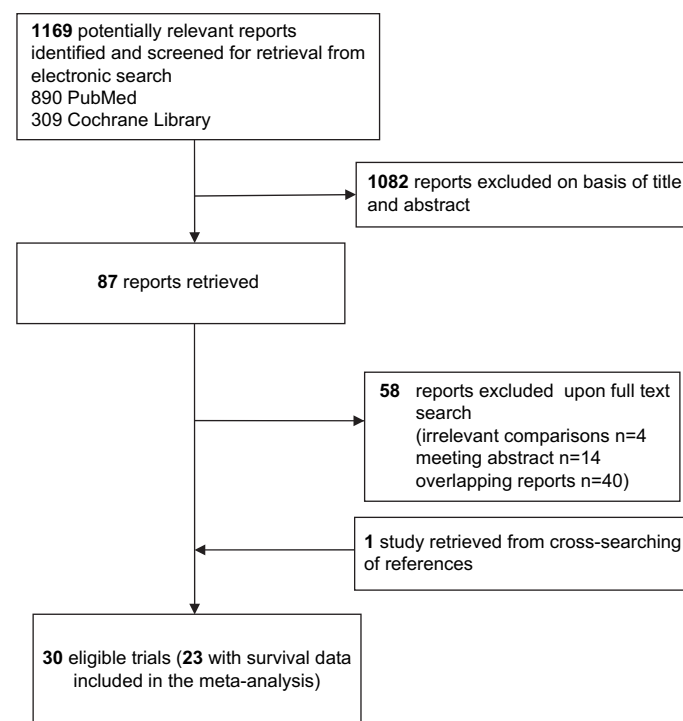 1169 potentially relevant reports
identified and screened for retrieval from
electronic search
890 PubMed
309 Cochrane Library
1082 reports excluded on basis of title
and abstract
87 reports retrieved
58 reports excluded upon full text
search
(irrelevant comparisons n=4
meeting abstract n=14
overlapping reports n=40)
1 study retrieved from cross-searching
of references
30 eligible trials (23 with survival data
included in the meta-analysis)